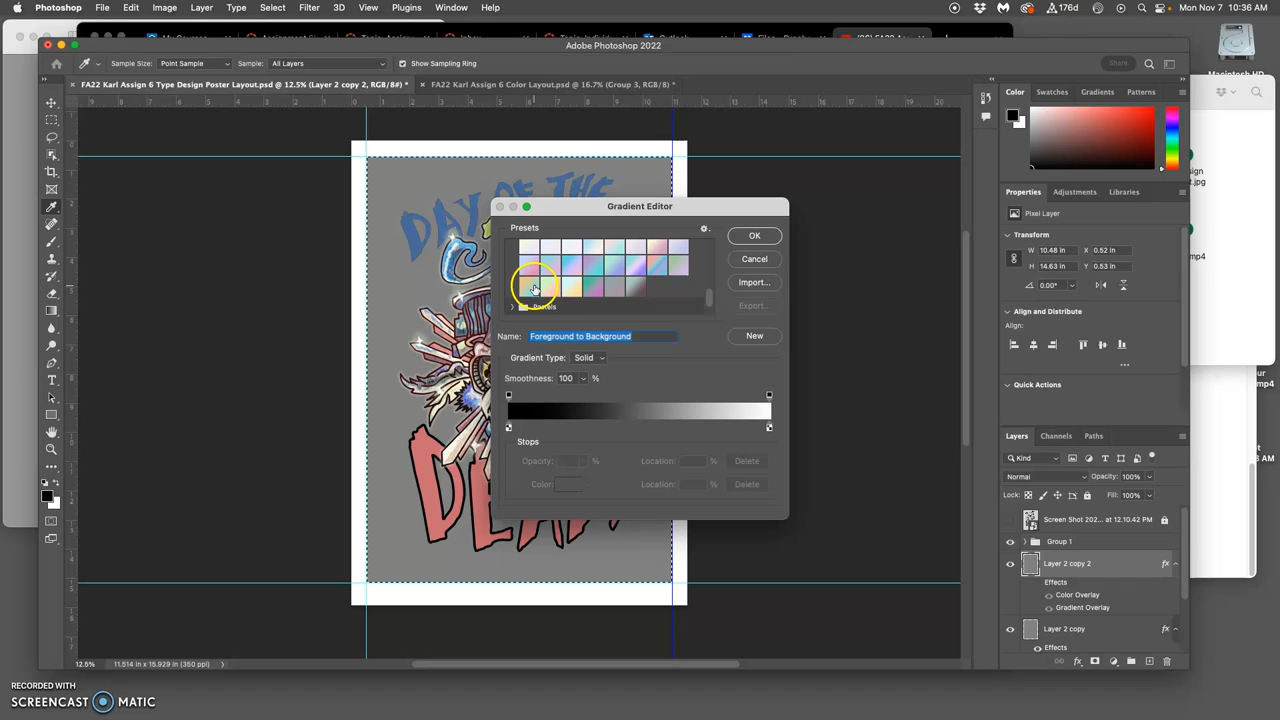 Photoshop File Edit Image Layer Type Select Filter 3D View Plugins Window Help 176d Mon Nov 7 10:36 AM
Adobe Photoshop 2022
Macintosh HD
Sample Size: Point Sample Sample: All Layers Show Sampling Ring Share
FA22 Karl Assign 6 Type Design Poster Layout.psd @ 12.5% (Layer 2 copy 2, RGB/8#) *
FA22 Karl Assign 6 Color Layout.psd @ 16.7% (Group 3, RGB/8) *
Color Swatches Gradients Patterns
DAY OF THE
DEAD
Gradient Editor
Presets
OK
Cancel
Import...
Export...
Pastels
Name: Foreground to Background New
Gradient Type: Solid
Smoothness: 100 %
Stops
Opacity: % Location: % Delete
Color: Location: % Delete
Properties Adjustments Libraries
Pixel Layer
Transform
W: 10.48 in X: 0.52 in
H: 14.63 in Y: 0.53 in
0.00°
Align and Distribute
Align:
Quick Actions
Layers Channels Paths
Kind
Normal Opacity: 100%
Lock: Fill: 100%
Screen Shot 202... at 12.10.42 PM
Group 1
Layer 2 copy 2 fx
Effects
Color Overlay
Gradient Overlay
Layer 2 copy fx
Effects
12.5% 11.514 in x 15.929 in (350 ppi)
RECORDED WITH
SCREENCAST MATIC